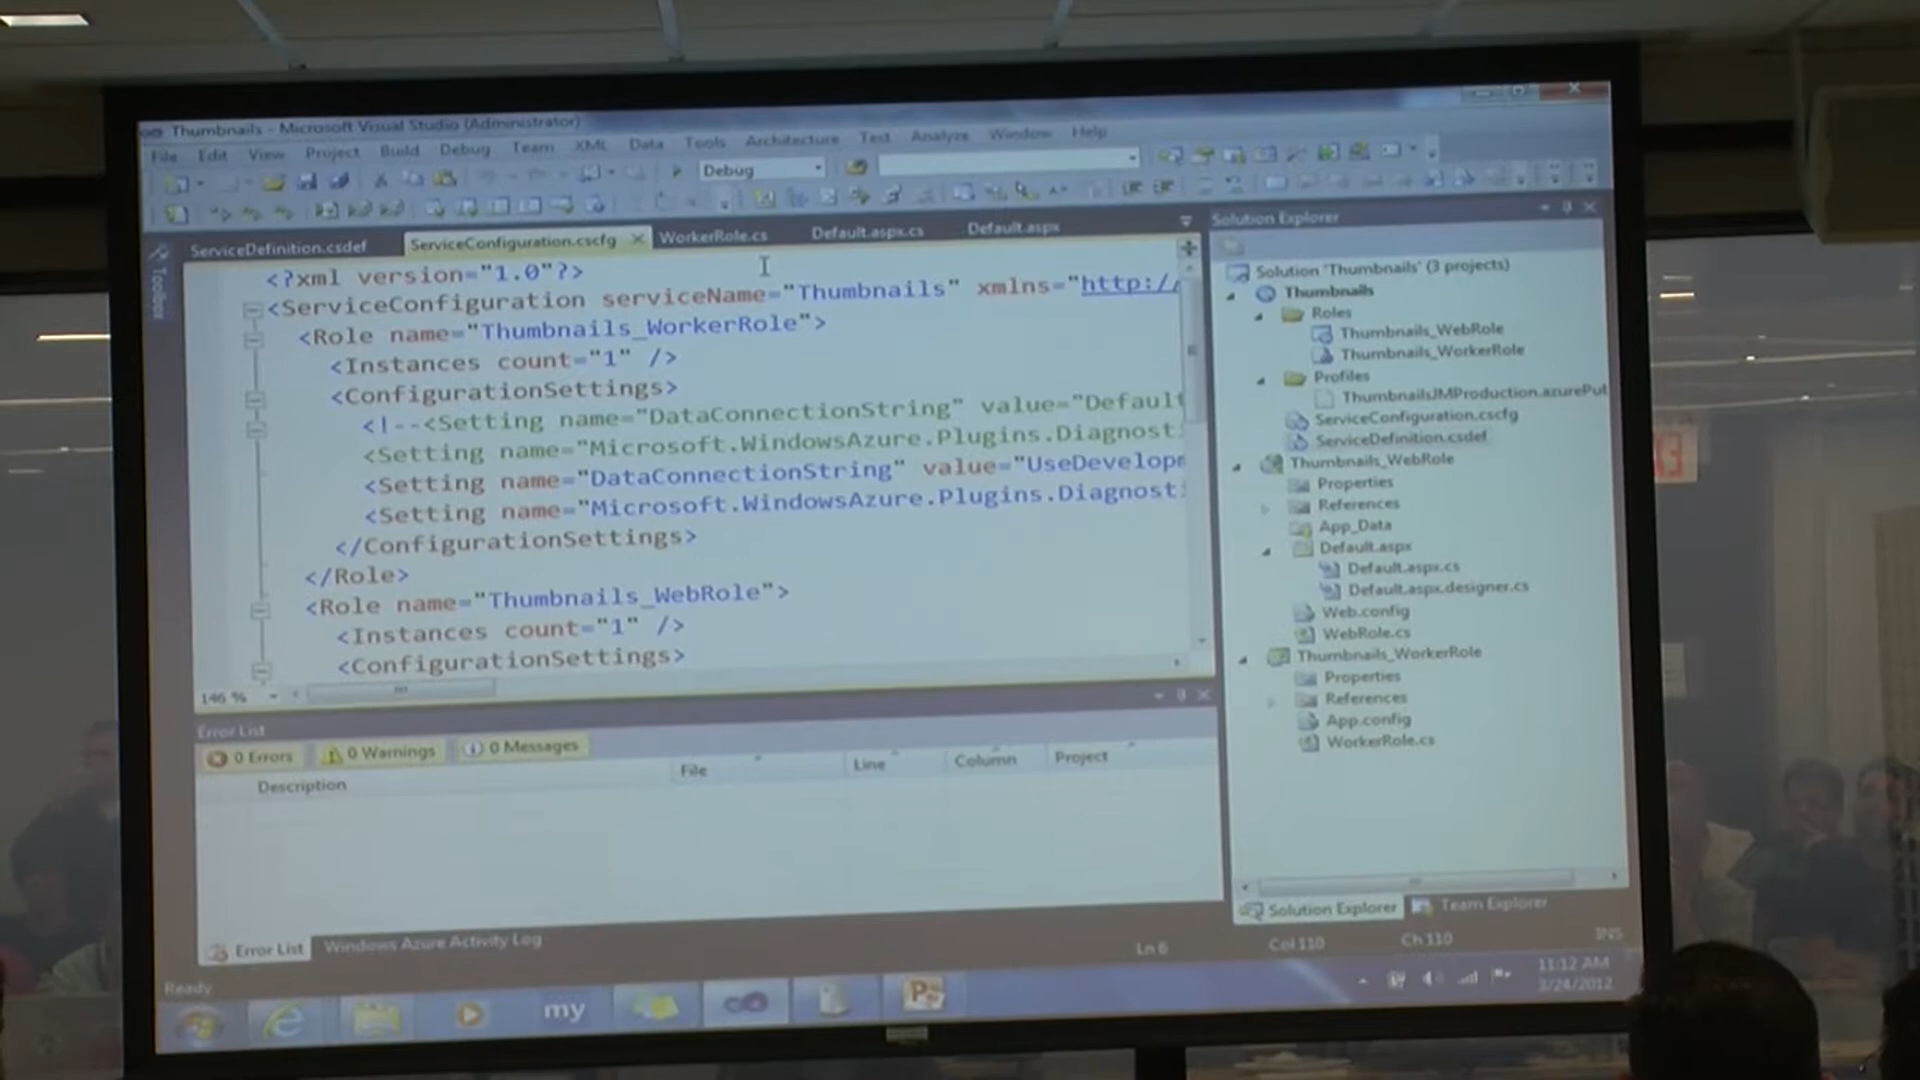 Thumbnails - Microsoft Visual Studio (Administrator)
File Edit View Project Build Debug Team XML Data Tools Architecture Test Analyze Window Help
Debug
ServiceDefinition.csdef ServiceConfiguration.cscfg WorkerRole.cs Default.aspx.cs Default.aspx
Toolbox
<?xml version="1.0"?>
<ServiceConfiguration serviceName="Thumbnails" xmlns="http:/
<Role name="Thumbnails_WorkerRole">
<Instances count="1" />
<ConfigurationSettings>
<!--<Setting name="DataConnectionString" value="Default
<Setting name="Microsoft.WindowsAzure.Plugins.Diagnosti
<Setting name="DataConnectionString" value="UseDevelop
<Setting name="Microsoft.WindowsAzure.Plugins.Diagnosti
</ConfigurationSettings>
</Role>
<Role name="Thumbnails_WebRole">
<Instances count="1" />
<ConfigurationSettings>
146 %
Error List
0 Errors 0 Warnings 0 Messages
Description File Line Column Project
Error List Windows Azure Activity Log
Solution Explorer
Solution 'Thumbnails' (3 projects)
Thumbnails
Roles
Thumbnails_WebRole
Thumbnails_WorkerRole
Profiles
ThumbnailsJMProduction.azurePub
ServiceConfiguration.cscfg
ServiceDefinition.csdef
Thumbnails_WebRole
Properties
References
App_Data
Default.aspx
Default.aspx.cs
Default.aspx.designer.cs
Web.config
WebRole.cs
Thumbnails_WorkerRole
Properties
References
App.config
WorkerRole.cs
Solution Explorer Team Explorer
Ready Ln 6 Col 110 Ch 110 INS
my
11:12 AM
3/24/2012